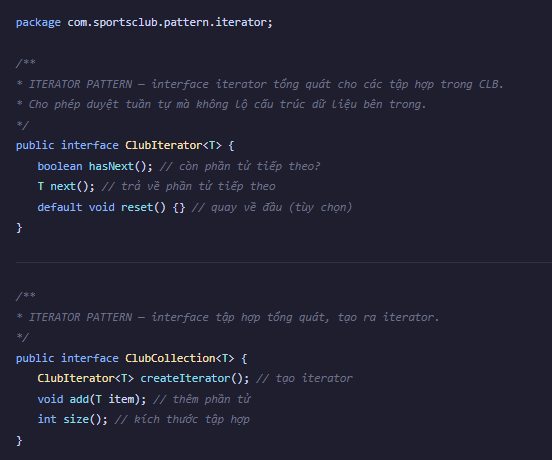 package com.sportsclub.pattern.iterator;
/**
* ITERATOR PATTERN — interface iterator tổng quát cho các tập hợp trong CLB.
* Cho phép duyệt tuần tự mà không lộ cấu trúc dữ liệu bên trong.
*/
public interface ClubIterator<T> {
boolean hasNext(); // còn phần tử tiếp theo?
T next(); // trả về phần tử tiếp theo
default void reset() {} // quay về đầu (tùy chọn)
}
/**
* ITERATOR PATTERN — interface tập hợp tổng quát, tạo ra iterator.
*/
public interface ClubCollection<T> {
ClubIterator<T> createIterator(); // tạo iterator
void add(T item); // thêm phần tử
int size(); // kích thước tập hợp
}